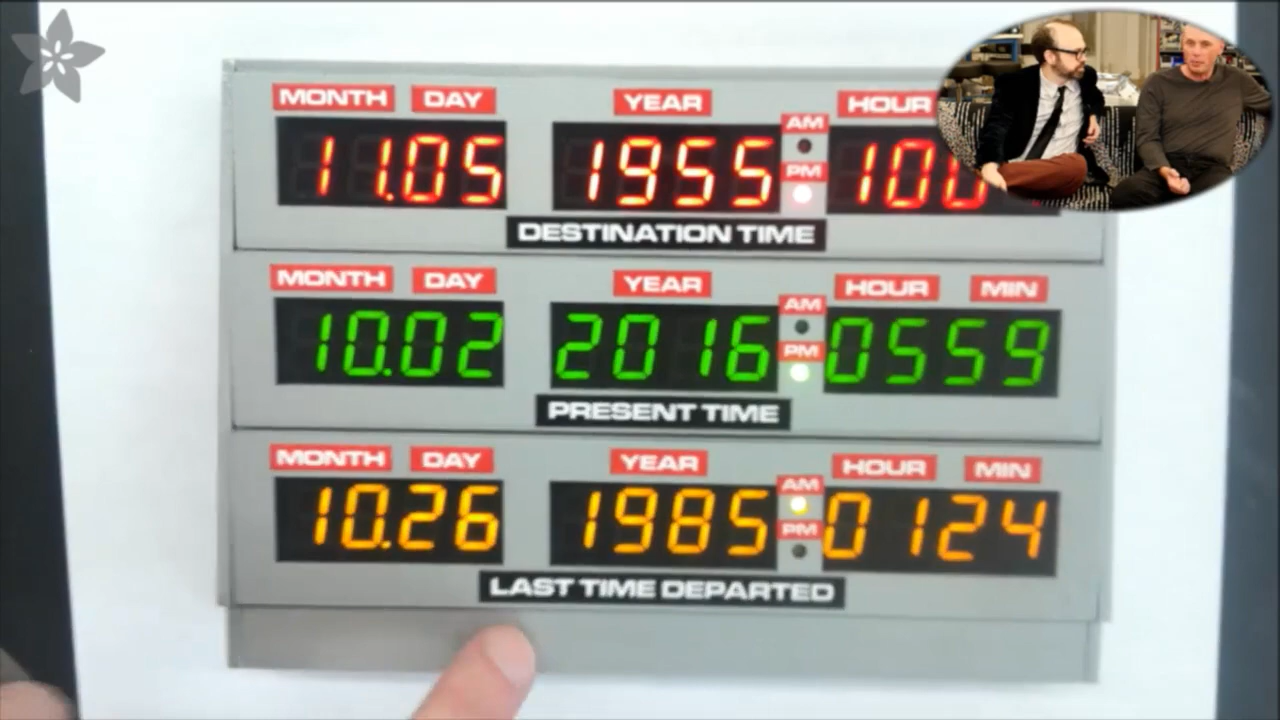 MONTH DAY YEAR HOUR
AM
11.05 1955 100
PM
DESTINATION TIME
MONTH DAY YEAR HOUR MIN
AM
10.02 2016 0559
PM
PRESENT TIME
MONTH DAY YEAR HOUR MIN
AM
10.26 1985 0124
PM
LAST TIME DEPARTED